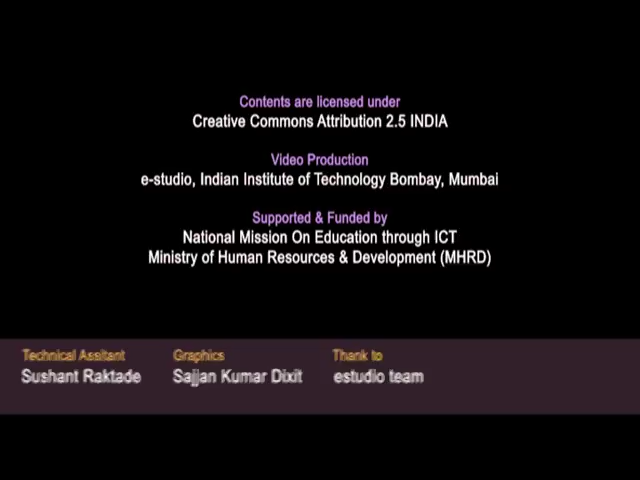 Contents are licensed under
Creative Commons Attribution 2.5 INDIA
Video Production
e-studio, Indian Institute of Technology Bombay, Mumbai
Supported & Funded by
National Mission On Education through ICT
Ministry of Human Resources & Development (MHRD)
Technical Assitant Graphics Thank to
Sushant Raktade Sajjan Kumar Dixit estudio team